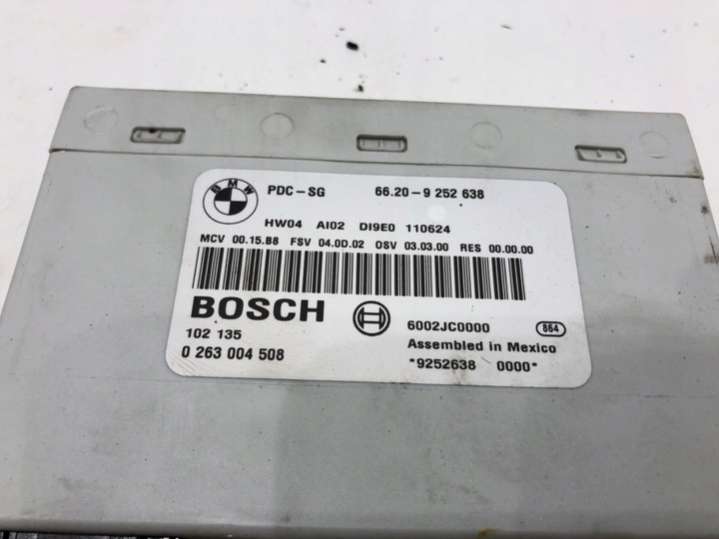 BMW PDC-SG 66.20-9 252 638
HW04 AI02 DI9E0 110624
MCV 00.15.B8 FSV 04.0D.02 OSV 03.03.00 RES 00.00.00
BOSCH
102 135 6002JC0000 864
0 263 004 508 Assembled in Mexico
*9252638 0000*